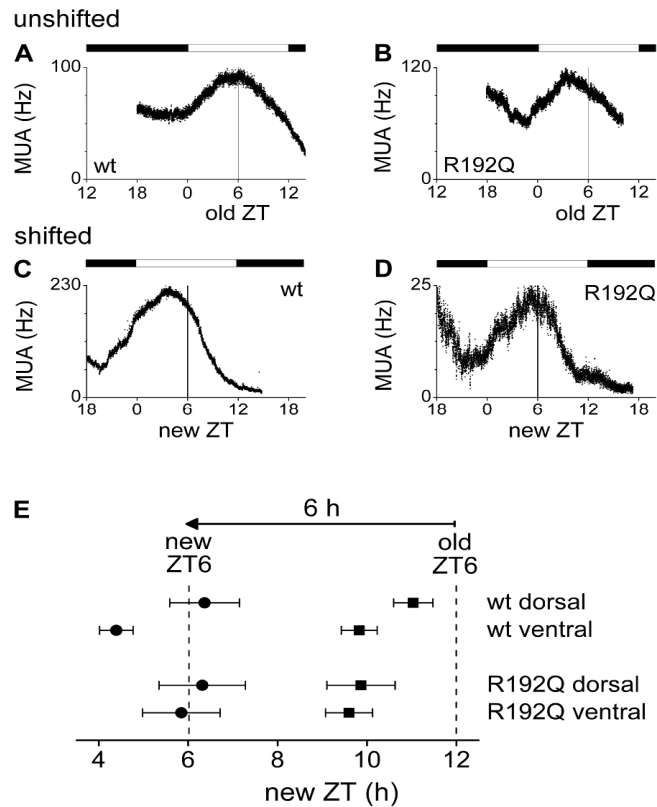 unshifted
A
100
MUA (Hz)
0
wt
12 18 0 6 12
old ZT
B
120
MUA (Hz)
0
R192Q
12 18 0 6 12
old ZT
shifted
C
230
MUA (Hz)
0
wt
18 0 6 12 18
new ZT
D
25
MUA (Hz)
0
R192Q
18 0 6 12 18
new ZT
E
6 h
new
ZT6
old
ZT6
wt dorsal
wt ventral
R192Q dorsal
R192Q ventral
4 6 8 10 12
new ZT (h)